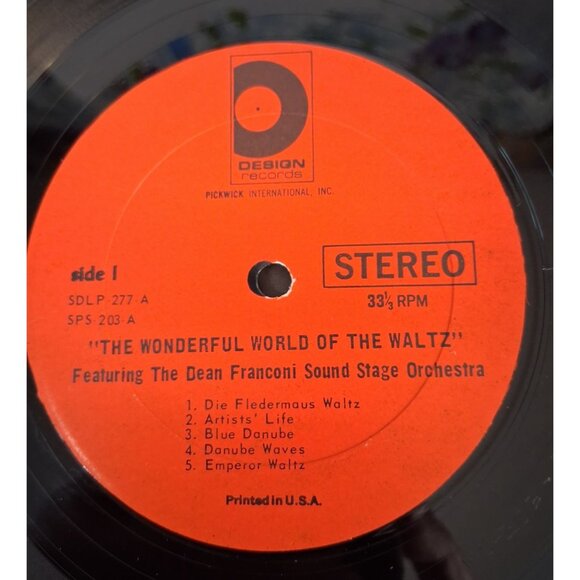 DESIGN
records
PICKWICK INTERNATIONAL, INC.
side 1
SDLP-277-A
SPS-203-A
STEREO
33⅓ RPM
"THE WONDERFUL WORLD OF THE WALTZ"
Featuring The Dean Franconi Sound Stage Orchestra
1. Die Fledermaus Waltz
2. Artists' Life
3. Blue Danube
4. Danube Waves
5. Emperor Waltz
Printed in U.S.A.